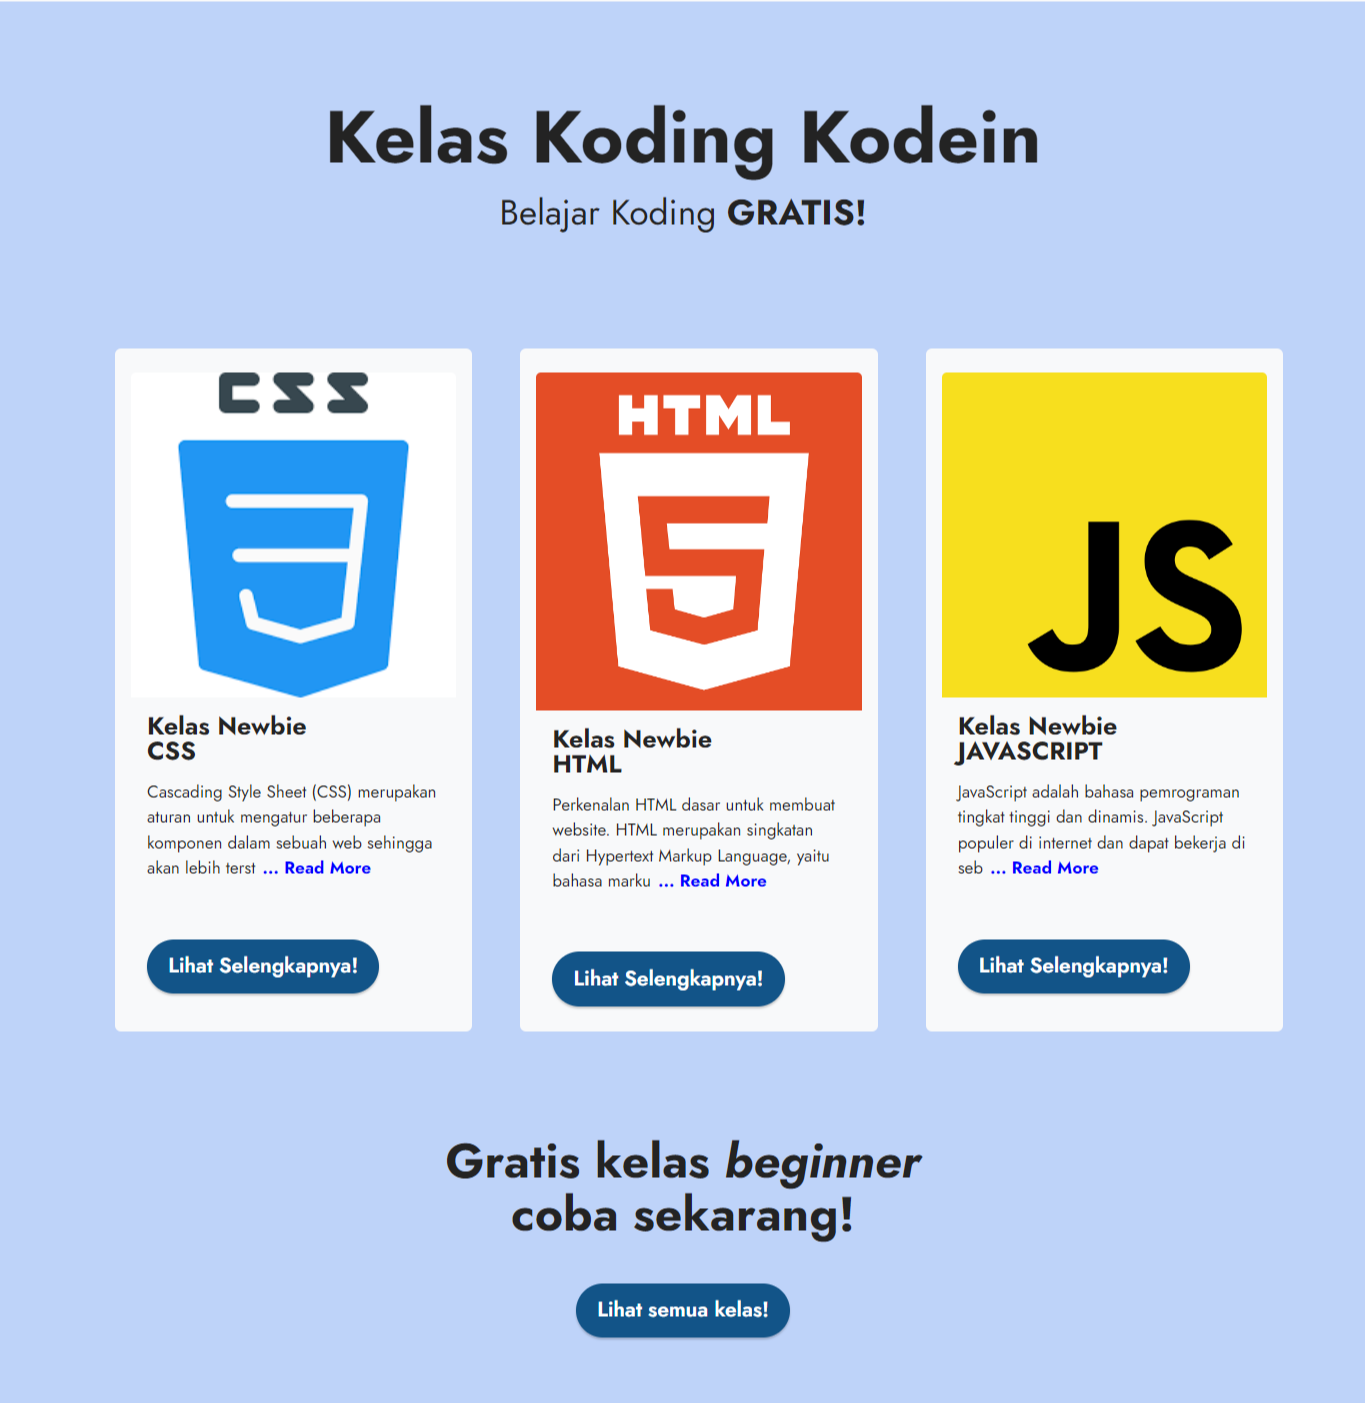 Kelas Koding Kodein
Belajar Koding GRATIS!
CSS
Kelas Newbie
CSS
Cascading Style Sheet (CSS) merupakan
aturan untuk mengatur beberapa
komponen dalam sebuah web sehingga
akan lebih terst ... Read More
Lihat Selengkapnya!
HTML
5
Kelas Newbie
HTML
Perkenalan HTML dasar untuk membuat
website. HTML merupakan singkatan
dari Hypertext Markup Language, yaitu
bahasa marku ... Read More
Lihat Selengkapnya!
JS
Kelas Newbie
JAVASCRIPT
JavaScript adalah bahasa pemrograman
tingkat tinggi dan dinamis. JavaScript
populer di internet dan dapat bekerja di
seb ... Read More
Lihat Selengkapnya!
Gratis kelas beginner
coba sekarang!
Lihat semua kelas!